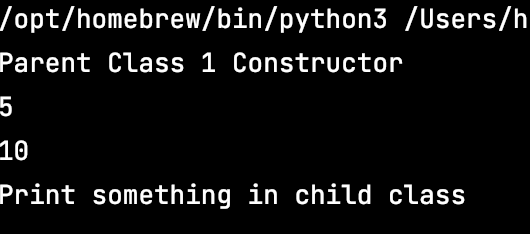 /opt/homebrew/bin/python3 /Users/h
Parent Class 1 Constructor
5
10
Print something in child class